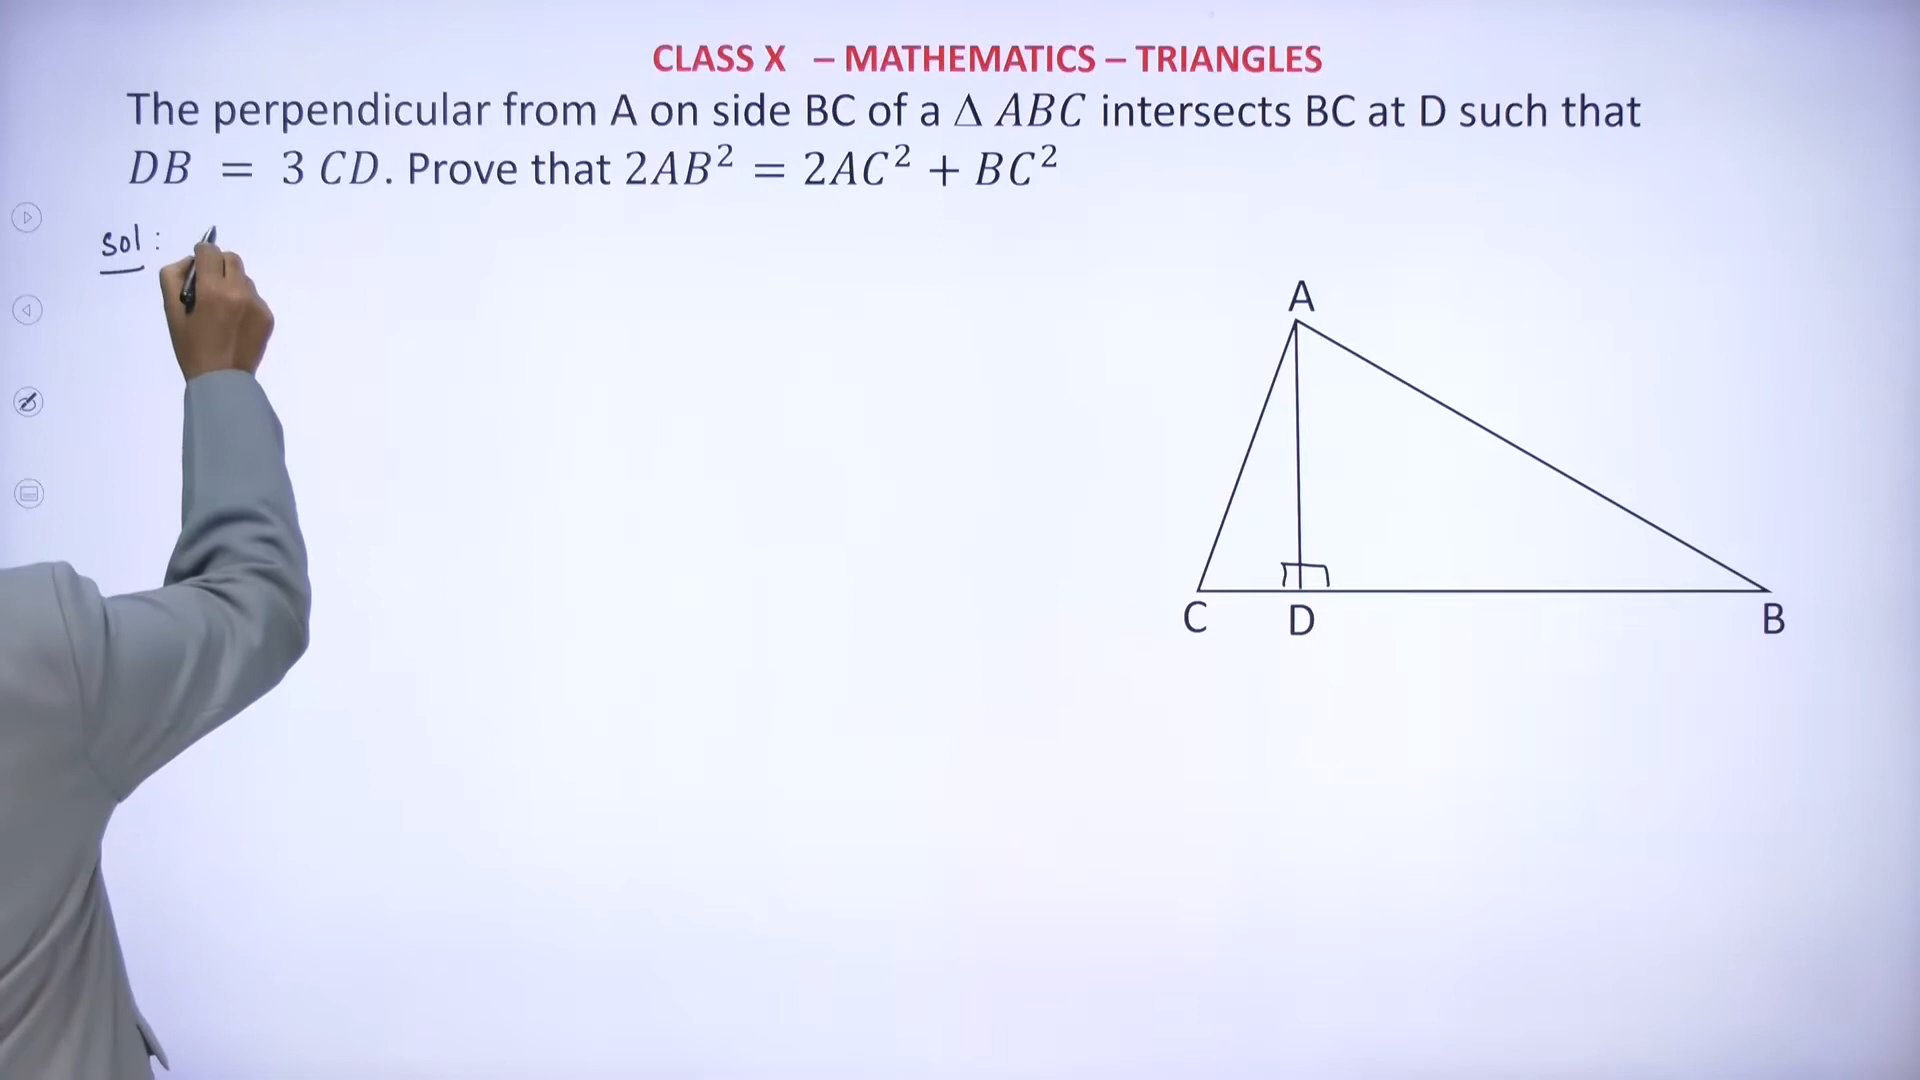 CLASS X – MATHEMATICS – TRIANGLES
The perpendicular from A on side BC of a Δ ABC intersects BC at D such that
DB = 3 CD. Prove that 2AB² = 2AC² + BC²
Sol :
A
C D B